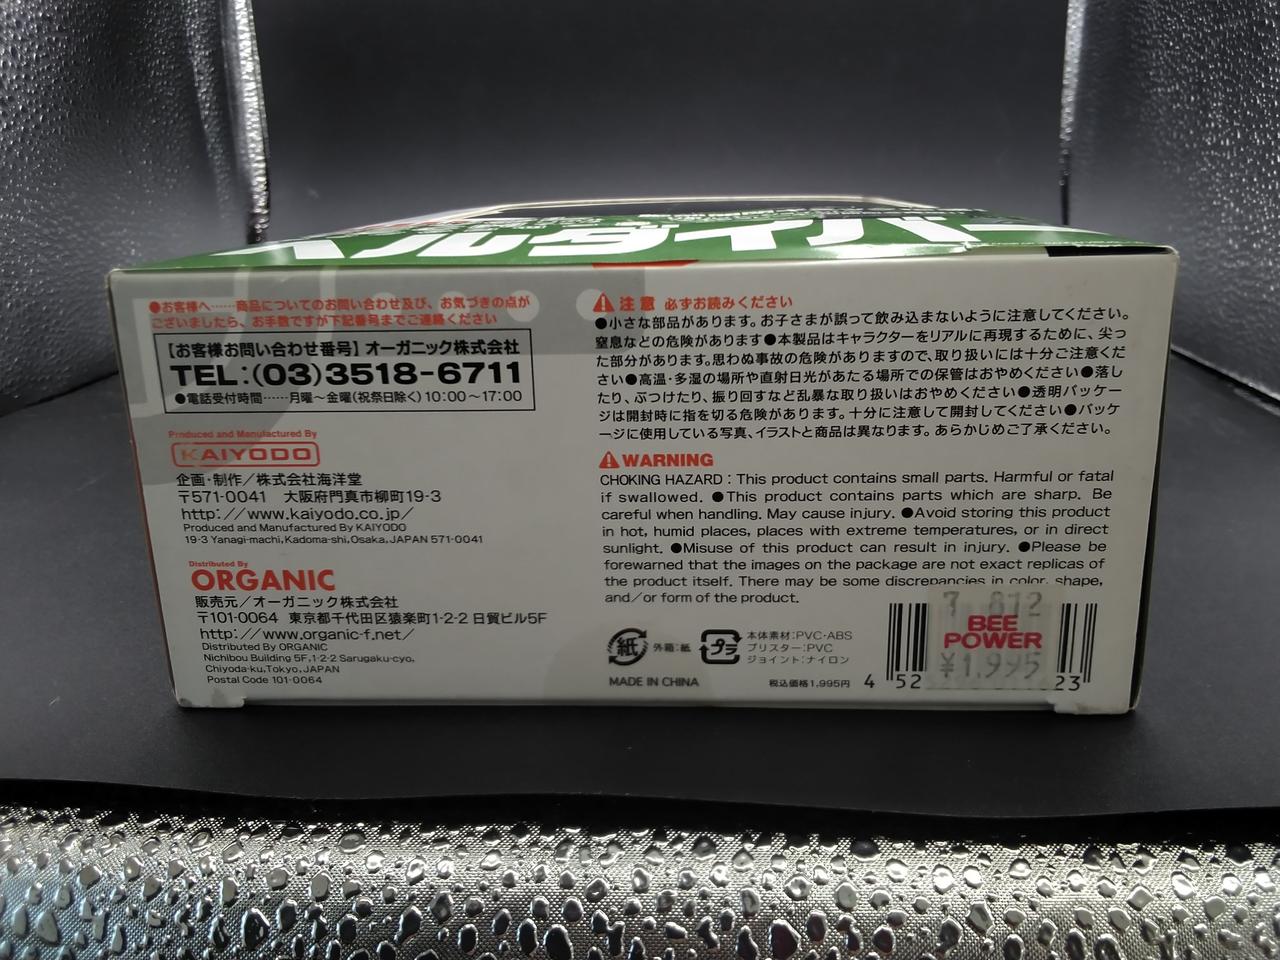 ヘルダイバー
●お客様へ……商品についてのお問い合わせ及び、お気づきの点が
ございましたら、お手数ですが下記番号までご連絡ください
【お客様お問い合わせ番号】オーガニック株式会社
TEL:(03)3518-6711
●電話受付時間……月曜〜金曜(祝祭日除く)10:00〜17:00
Produced and Manufactured By
KAIYODO
企画・制作/株式会社海洋堂
〒571-0041 大阪府門真市柳町19-3
http://www.kaiyodo.co.jp/
Produced and Manufactured By KAIYODO
19-3 Yanagi-machi,Kadoma-shi,Osaka,JAPAN 571-0041
Distributed By
ORGANIC
販売元/オーガニック株式会社
〒101-0064 東京都千代田区猿楽町1-2-2 日貿ビル5F
http://www.organic-f.net/
Distributed By ORGANIC
Nichibou Building 5F,1-2-2 Sarugaku-cyo,
Chiyoda-ku,Tokyo,JAPAN
Postal Code 101-0064
注意 必ずお読みください
●小さな部品があります。お子さまが誤って飲み込まないように注意してください。
窒息などの危険があります●本製品はキャラクターをリアルに再現するために、尖っ
た部分があります。思わぬ事故の危険がありますので、取り扱いには十分ご注意くだ
さい●高温・多湿の場所や直射日光があたる場所での保管はおやめください●落し
たり、ぶつけたり、振り回すなど乱暴な取り扱いはおやめください●透明パッケー
ジは開封時に指を切る危険があります。十分に注意して開封してください●パッケ
ージに使用している写真、イラストと商品は異なります。あらかじめご了承ください。
WARNING
CHOKING HAZARD : This product contains small parts. Harmful or fatal
if swallowed. ●This product contains parts which are sharp. Be
careful when handling. May cause injury. ●Avoid storing this product
in hot, humid places, places with extreme temperatures, or in direct
sunlight. ●Misuse of this product can result in injury. ●Please be
forewarned that the images on the package are not exact replicas of
the product itself. There may be some discrepancies in color, shape,
and/or form of the product.
紙 外箱:紙
プラ 本体素材:PVC・ABS
ブリスター:PVC
ジョイント:ナイロン
MADE IN CHINA
税込価格1,995円
7 812
BEE
POWER
¥1,995
4 52 23